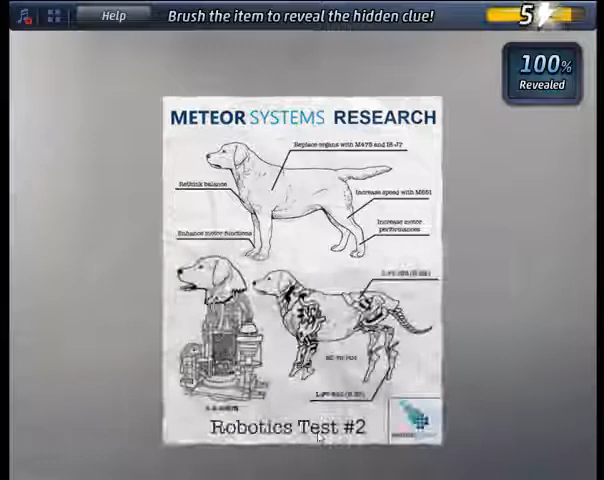 Help
Brush the item to reveal the hidden clue!
5
100%
Revealed
METEOR SYSTEMS RESEARCH
Replace organs with M475 and IS-J7
Rethink balance
Increase speed with M551
Enhance motor functions
Increase motor
performances
Robotics Test #2